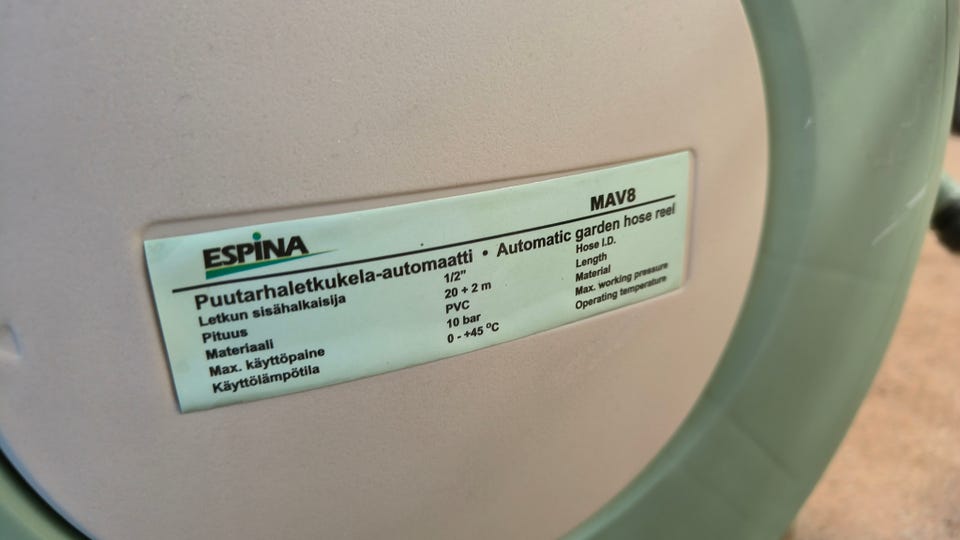 ESPINA MAV8
Puutarhaletkukela-automaatti • Automatic garden hose reel
Letkun sisähalkaisija 1/2" Hose I.D.
Pituus 20 + 2 m Length
Materiaali PVC Material
Max. käyttöpaine 10 bar Max. working pressure
Käyttölämpötila 0 - +45 °C Operating temperature